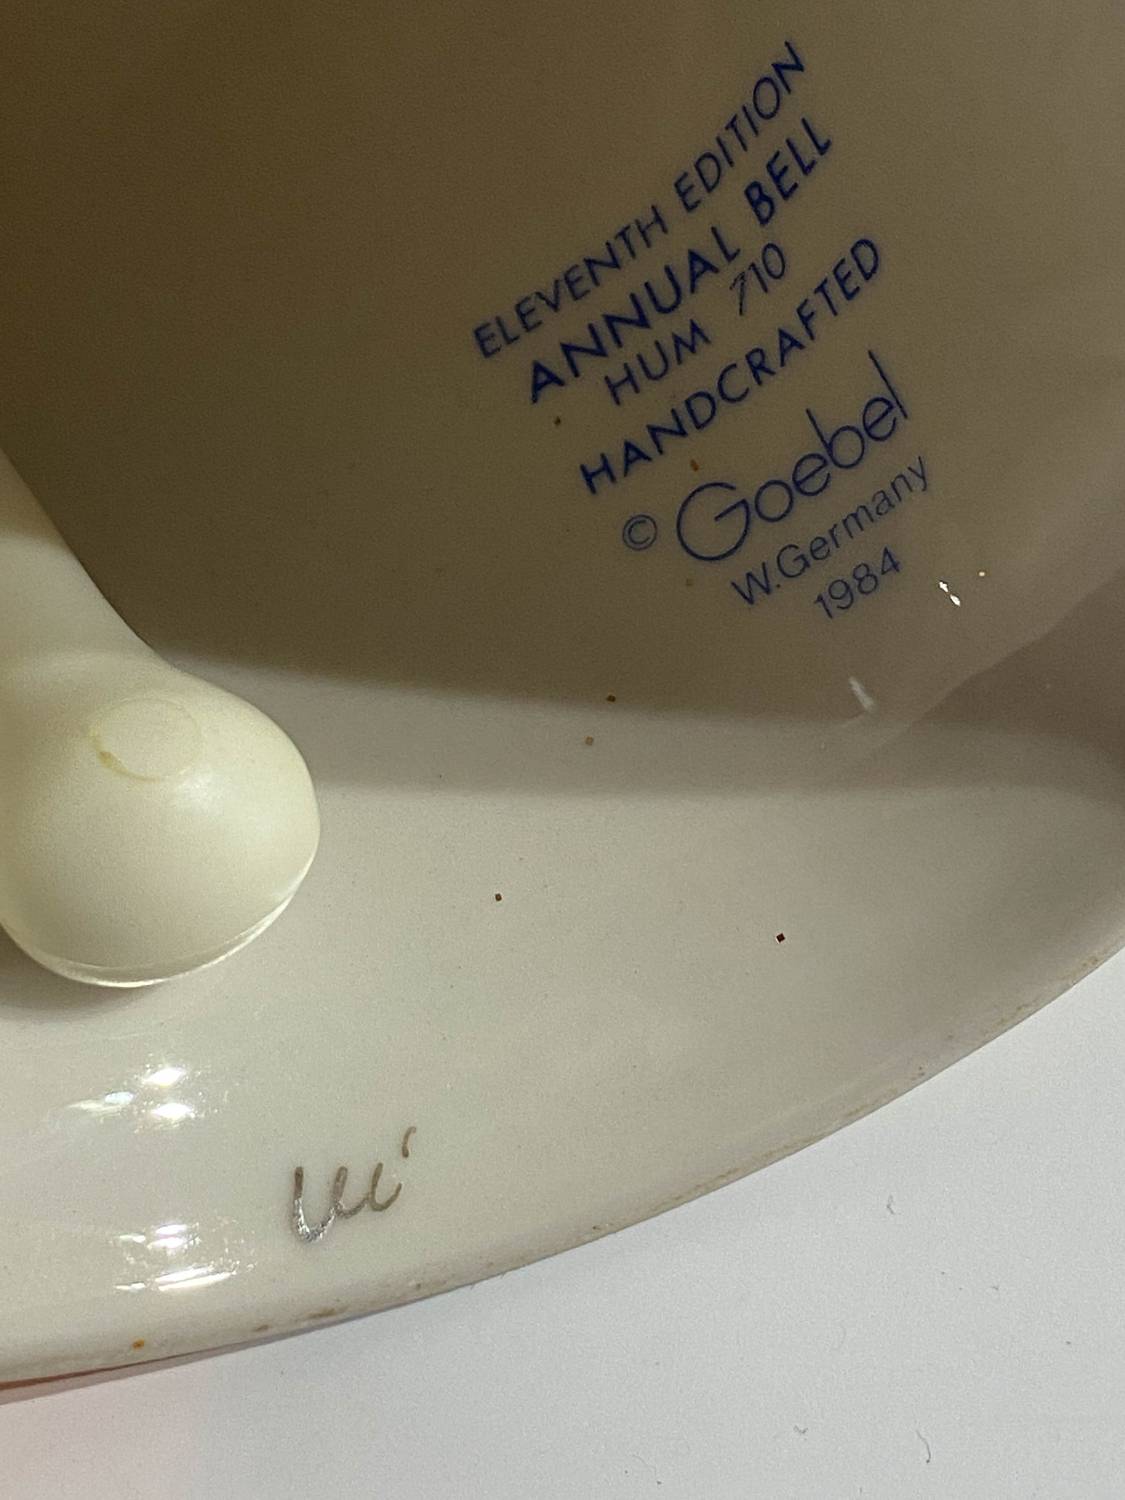 ELEVENTH EDITION
ANNUAL BELL
HUM 710
HANDCRAFTED
© Goebel
W.Germany
1984